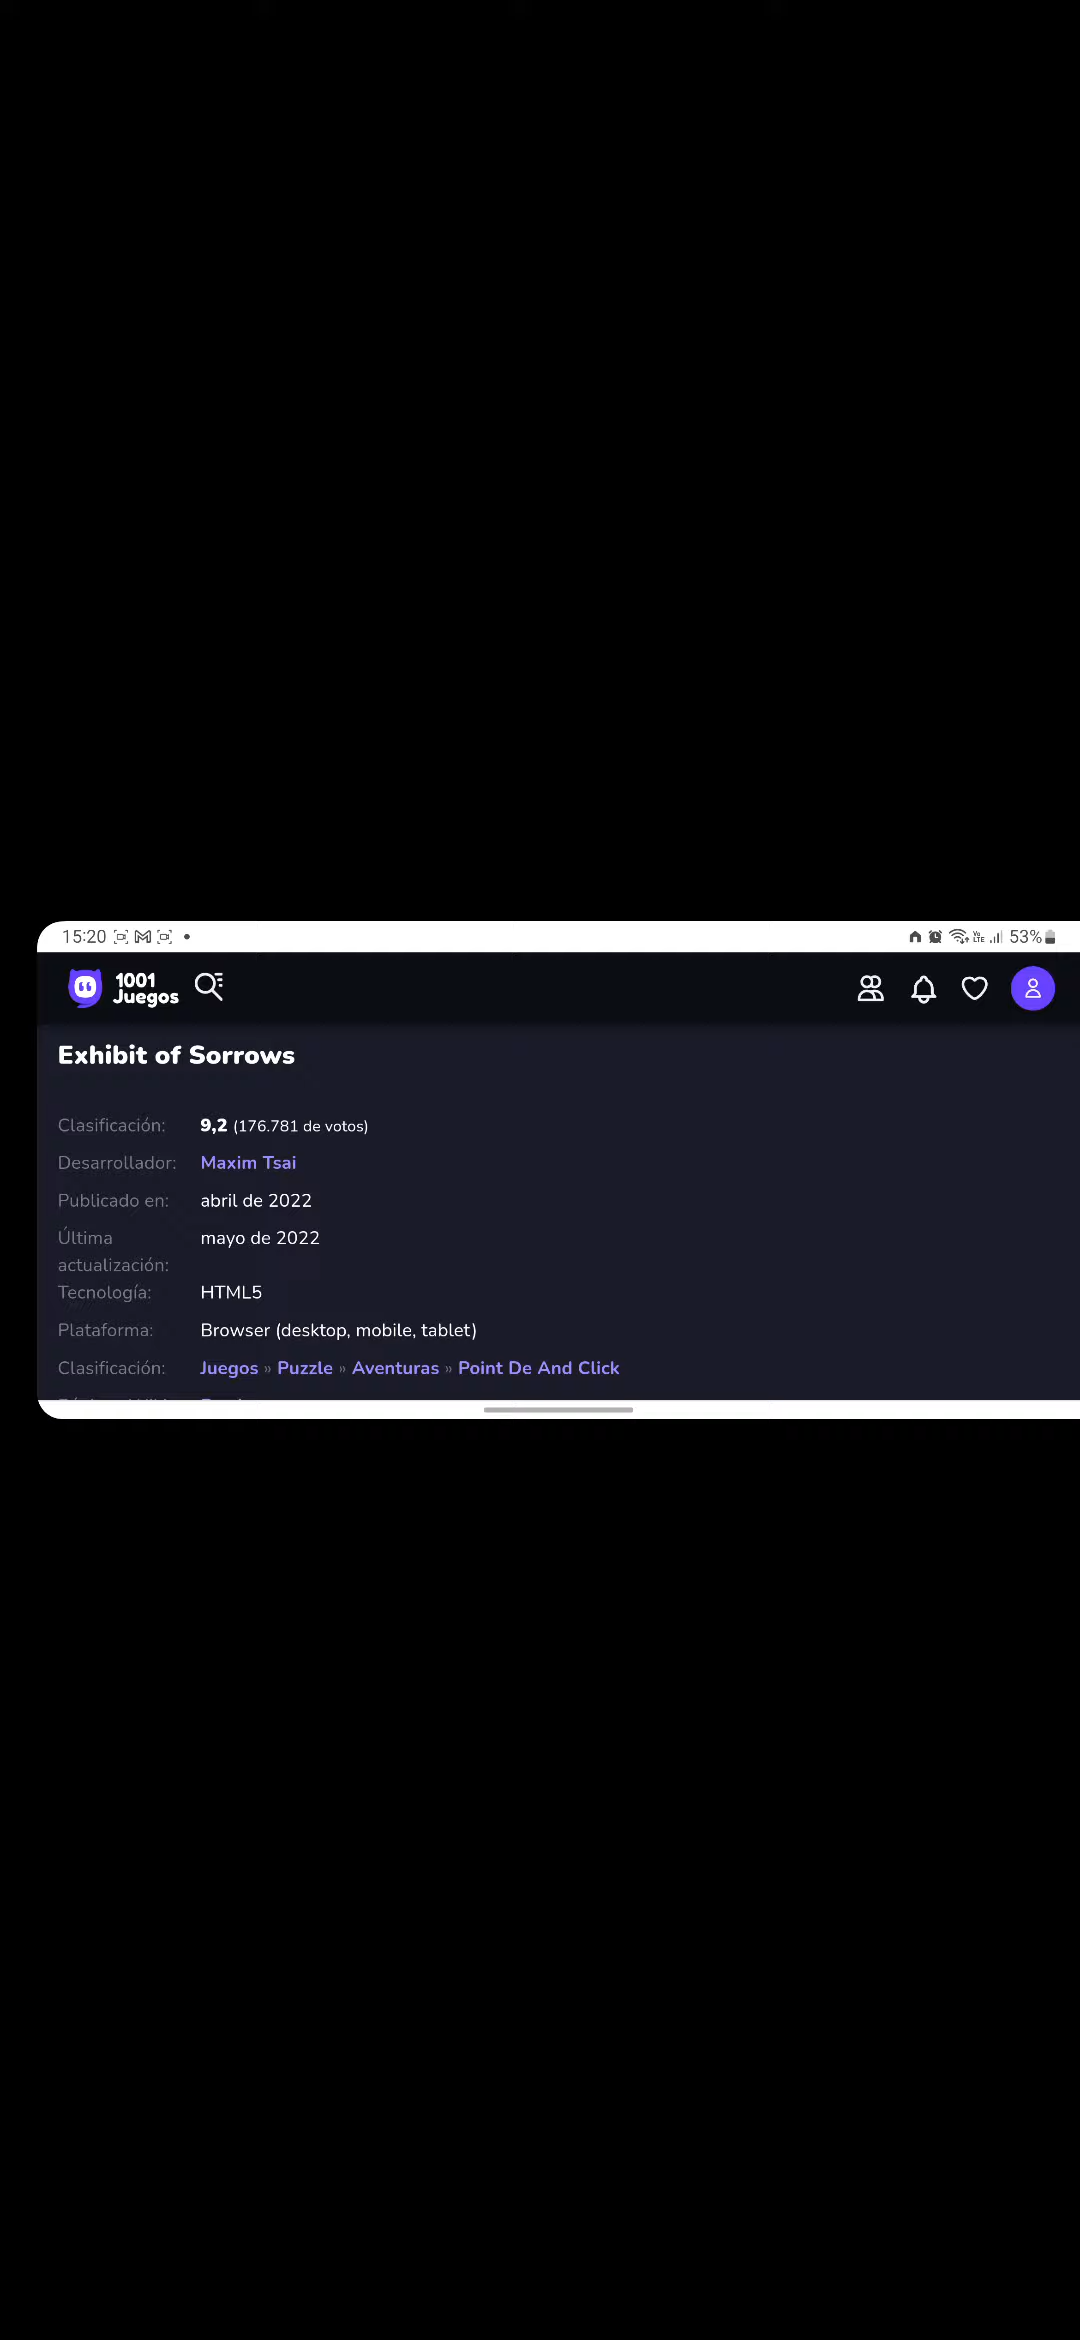 15:20
Vo
LTE
53%
1001
Juegos
Exhibit of Sorrows
Clasificación: 9,2 (176.781 de votos)
Desarrollador: Maxim Tsai
Publicado en: abril de 2022
Última actualización: mayo de 2022
Tecnología: HTML5
Plataforma: Browser (desktop, mobile, tablet)
Clasificación: Juegos » Puzzle » Aventuras » Point De And Click